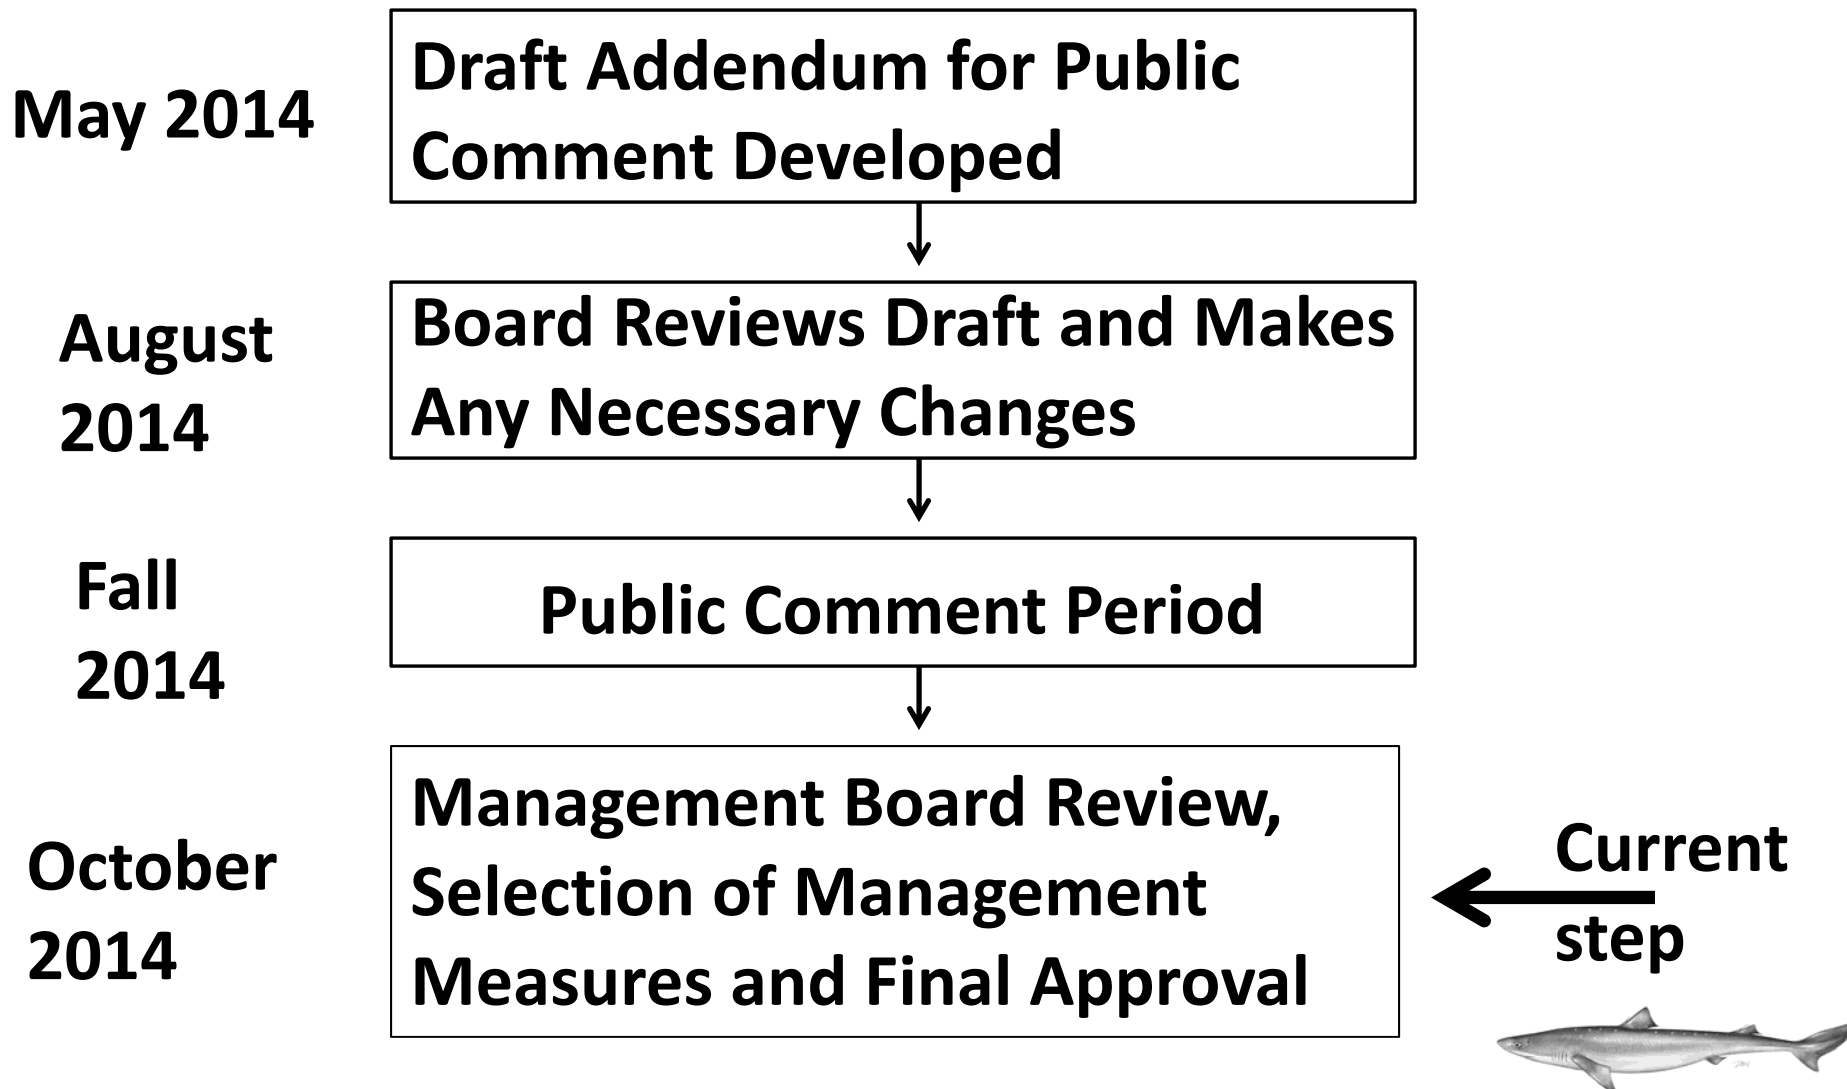 May 2014
Draft Addendum for Public
Comment Developed
August
2014
Board Reviews Draft and Makes
Any Necessary Changes
Fall
2014
Public Comment Period
October
2014
Management Board Review,
Selection of Management
Measures and Final Approval
Current
step